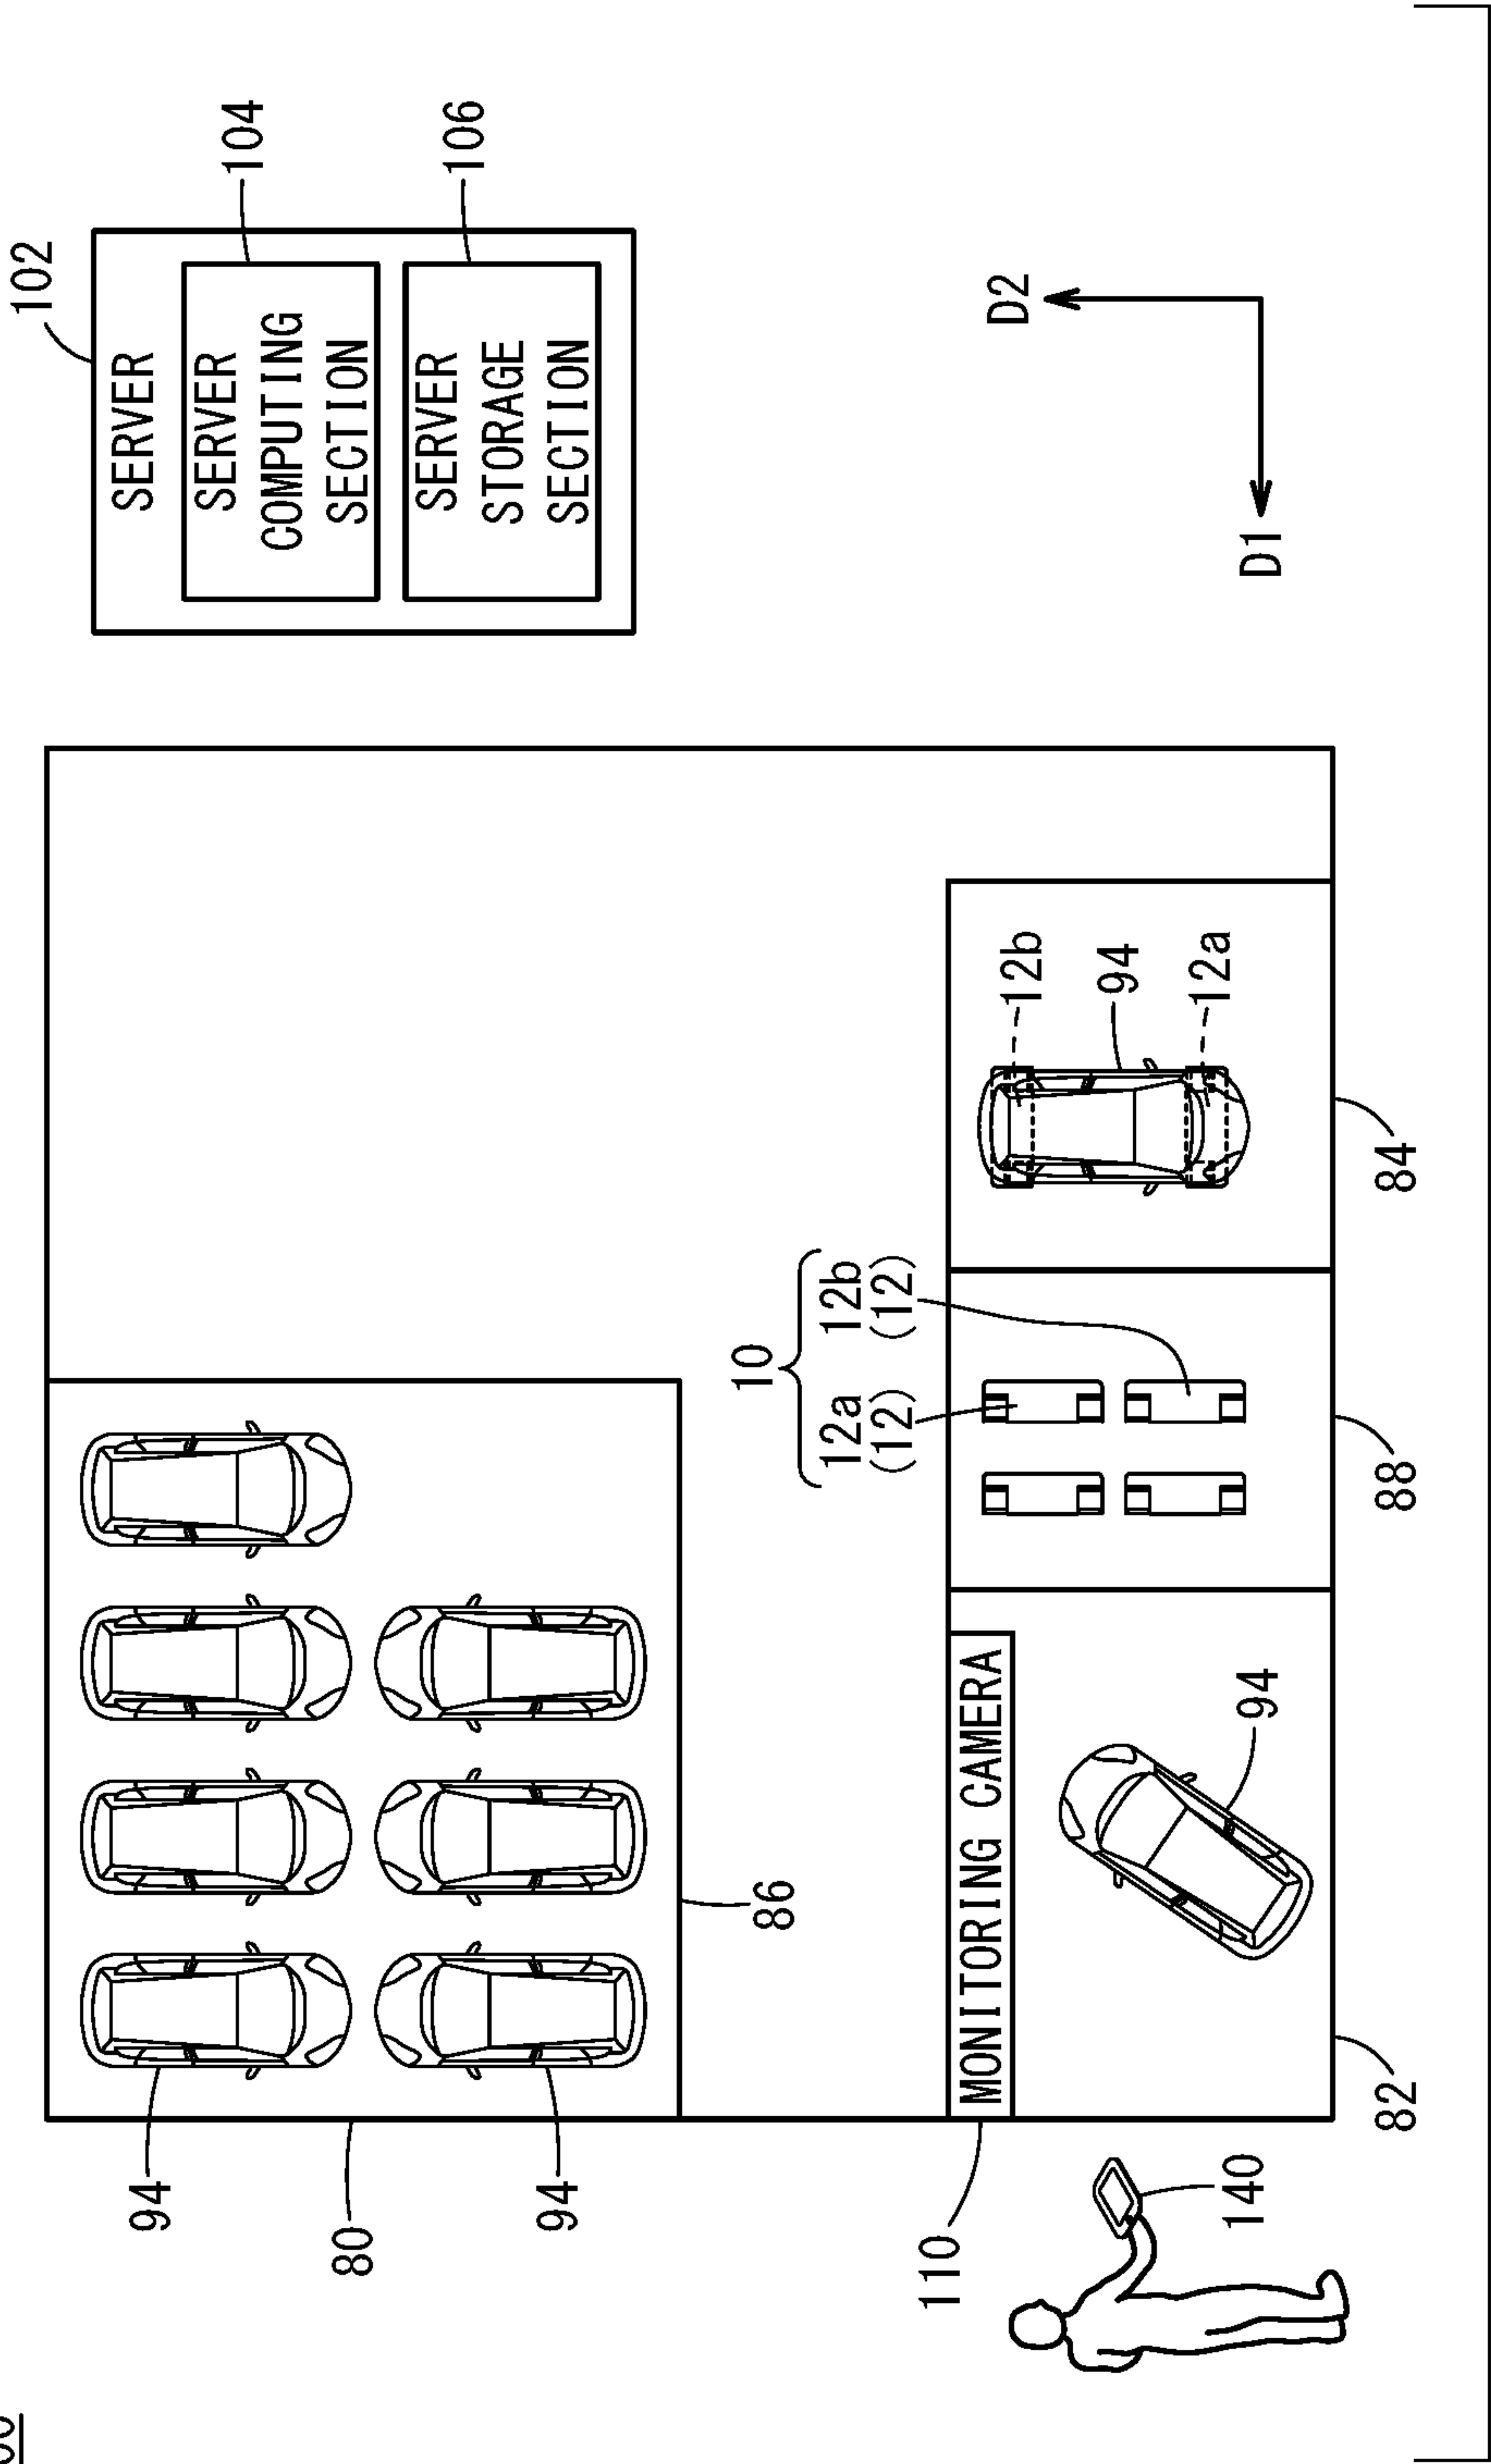 102
94
SERVER
SERVER
COMPUTING
SECTION
104
80
SERVER
STORAGE
SECTION
106
94
86
10
12a
(12)
12b
(12)
110
MONITORING CAMERA
12b
D2
94
12a
140
94
D1
82
88
84